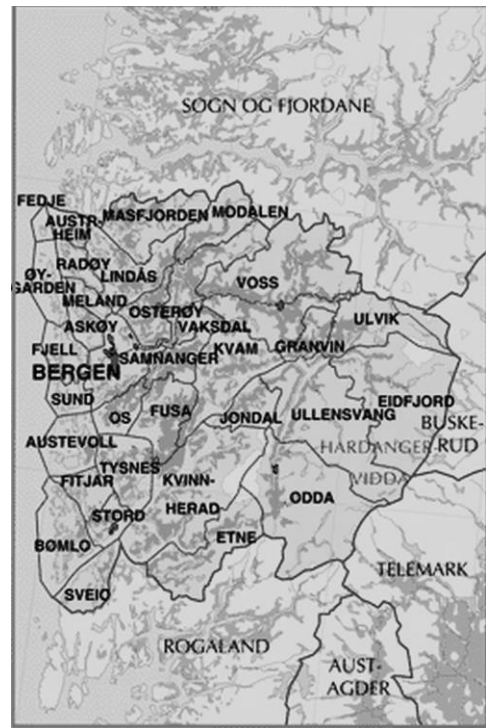 SOGN OG FJORDANE
FEDJE
AUSTR-
HEIM
MASFJORDEN
MODALEN
RADØY
LINDÅS
ØY-
GARDEN
MELAND
VOSS
OSTERØY
ASKØY
VAKSDAL
ULVIK
FJELL
SAMNANGER
KVAM
GRANVIN
BERGEN
SUND
OS
FUSA
JONDAL
ULLENSVANG
EIDFJORD
BUSKE-
RUD
AUSTEVOLL
HARDANGER-
VIDDA
TYSNES
FITJAR
KVINN-
HERAD
ODDA
STORD
BØMLO
ETNE
SVEIO
TELEMARK
ROGALAND
AUST-
AGDER